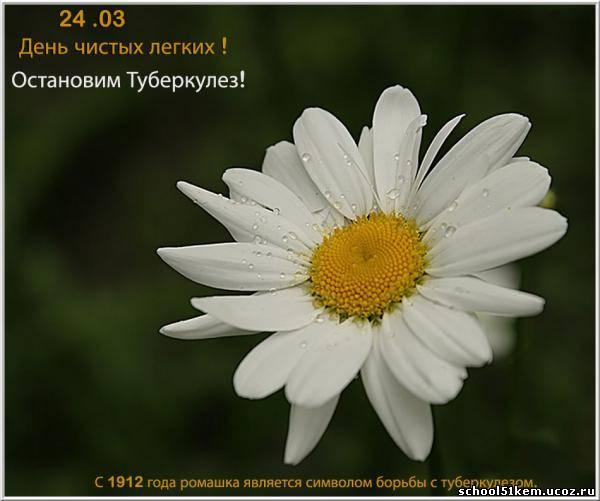 24 .03
День чистых легких !
Остановим Туберкулез!
С 1912 года ромашка является символом борьбы с туберкулезом.
school51kem.ucoz.ru